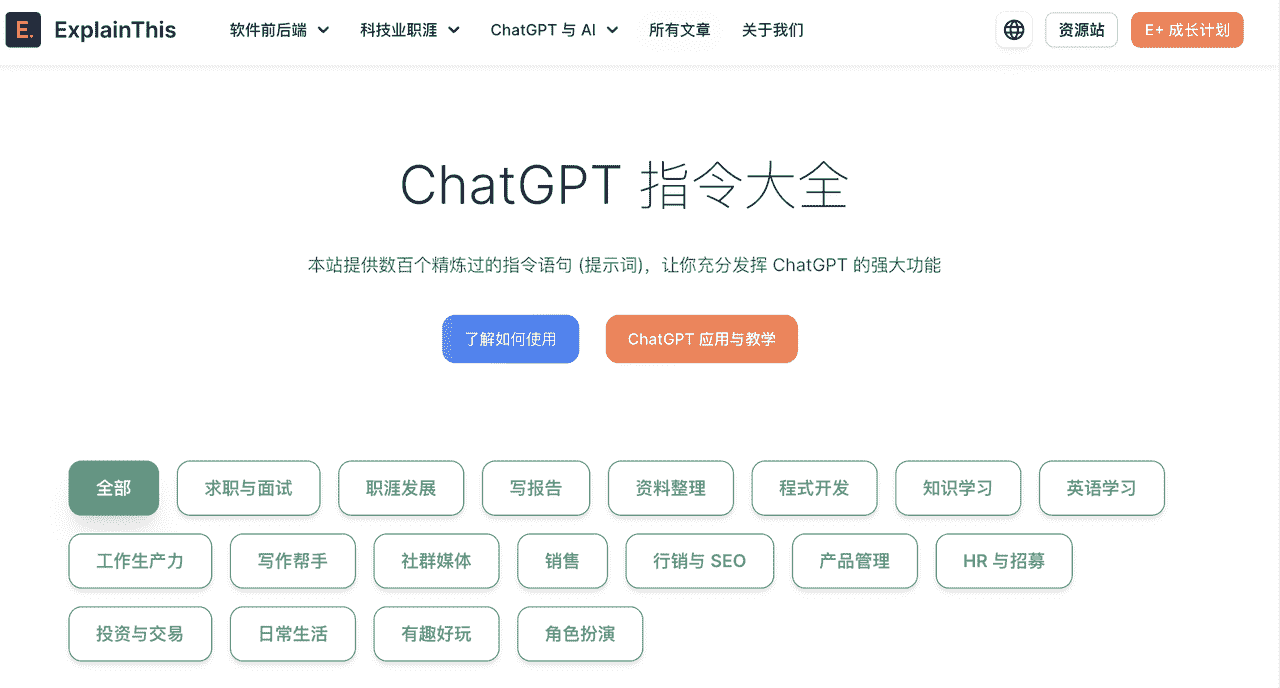 E. ExplainThis 软件前后端 科技业职涯 ChatGPT 与 AI 所有文章 关于我们 资源站 E+ 成长计划
ChatGPT 指令大全
本站提供数百个精炼过的指令语句 (提示词)，让你充分发挥 ChatGPT 的强大功能
了解如何使用 ChatGPT 应用与教学
全部 求职与面试 职涯发展 写报告 资料整理 程式开发 知识学习 英语学习
工作生产力 写作帮手 社群媒体 销售 行销与 SEO 产品管理 HR 与招募
投资与交易 日常生活 有趣好玩 角色扮演